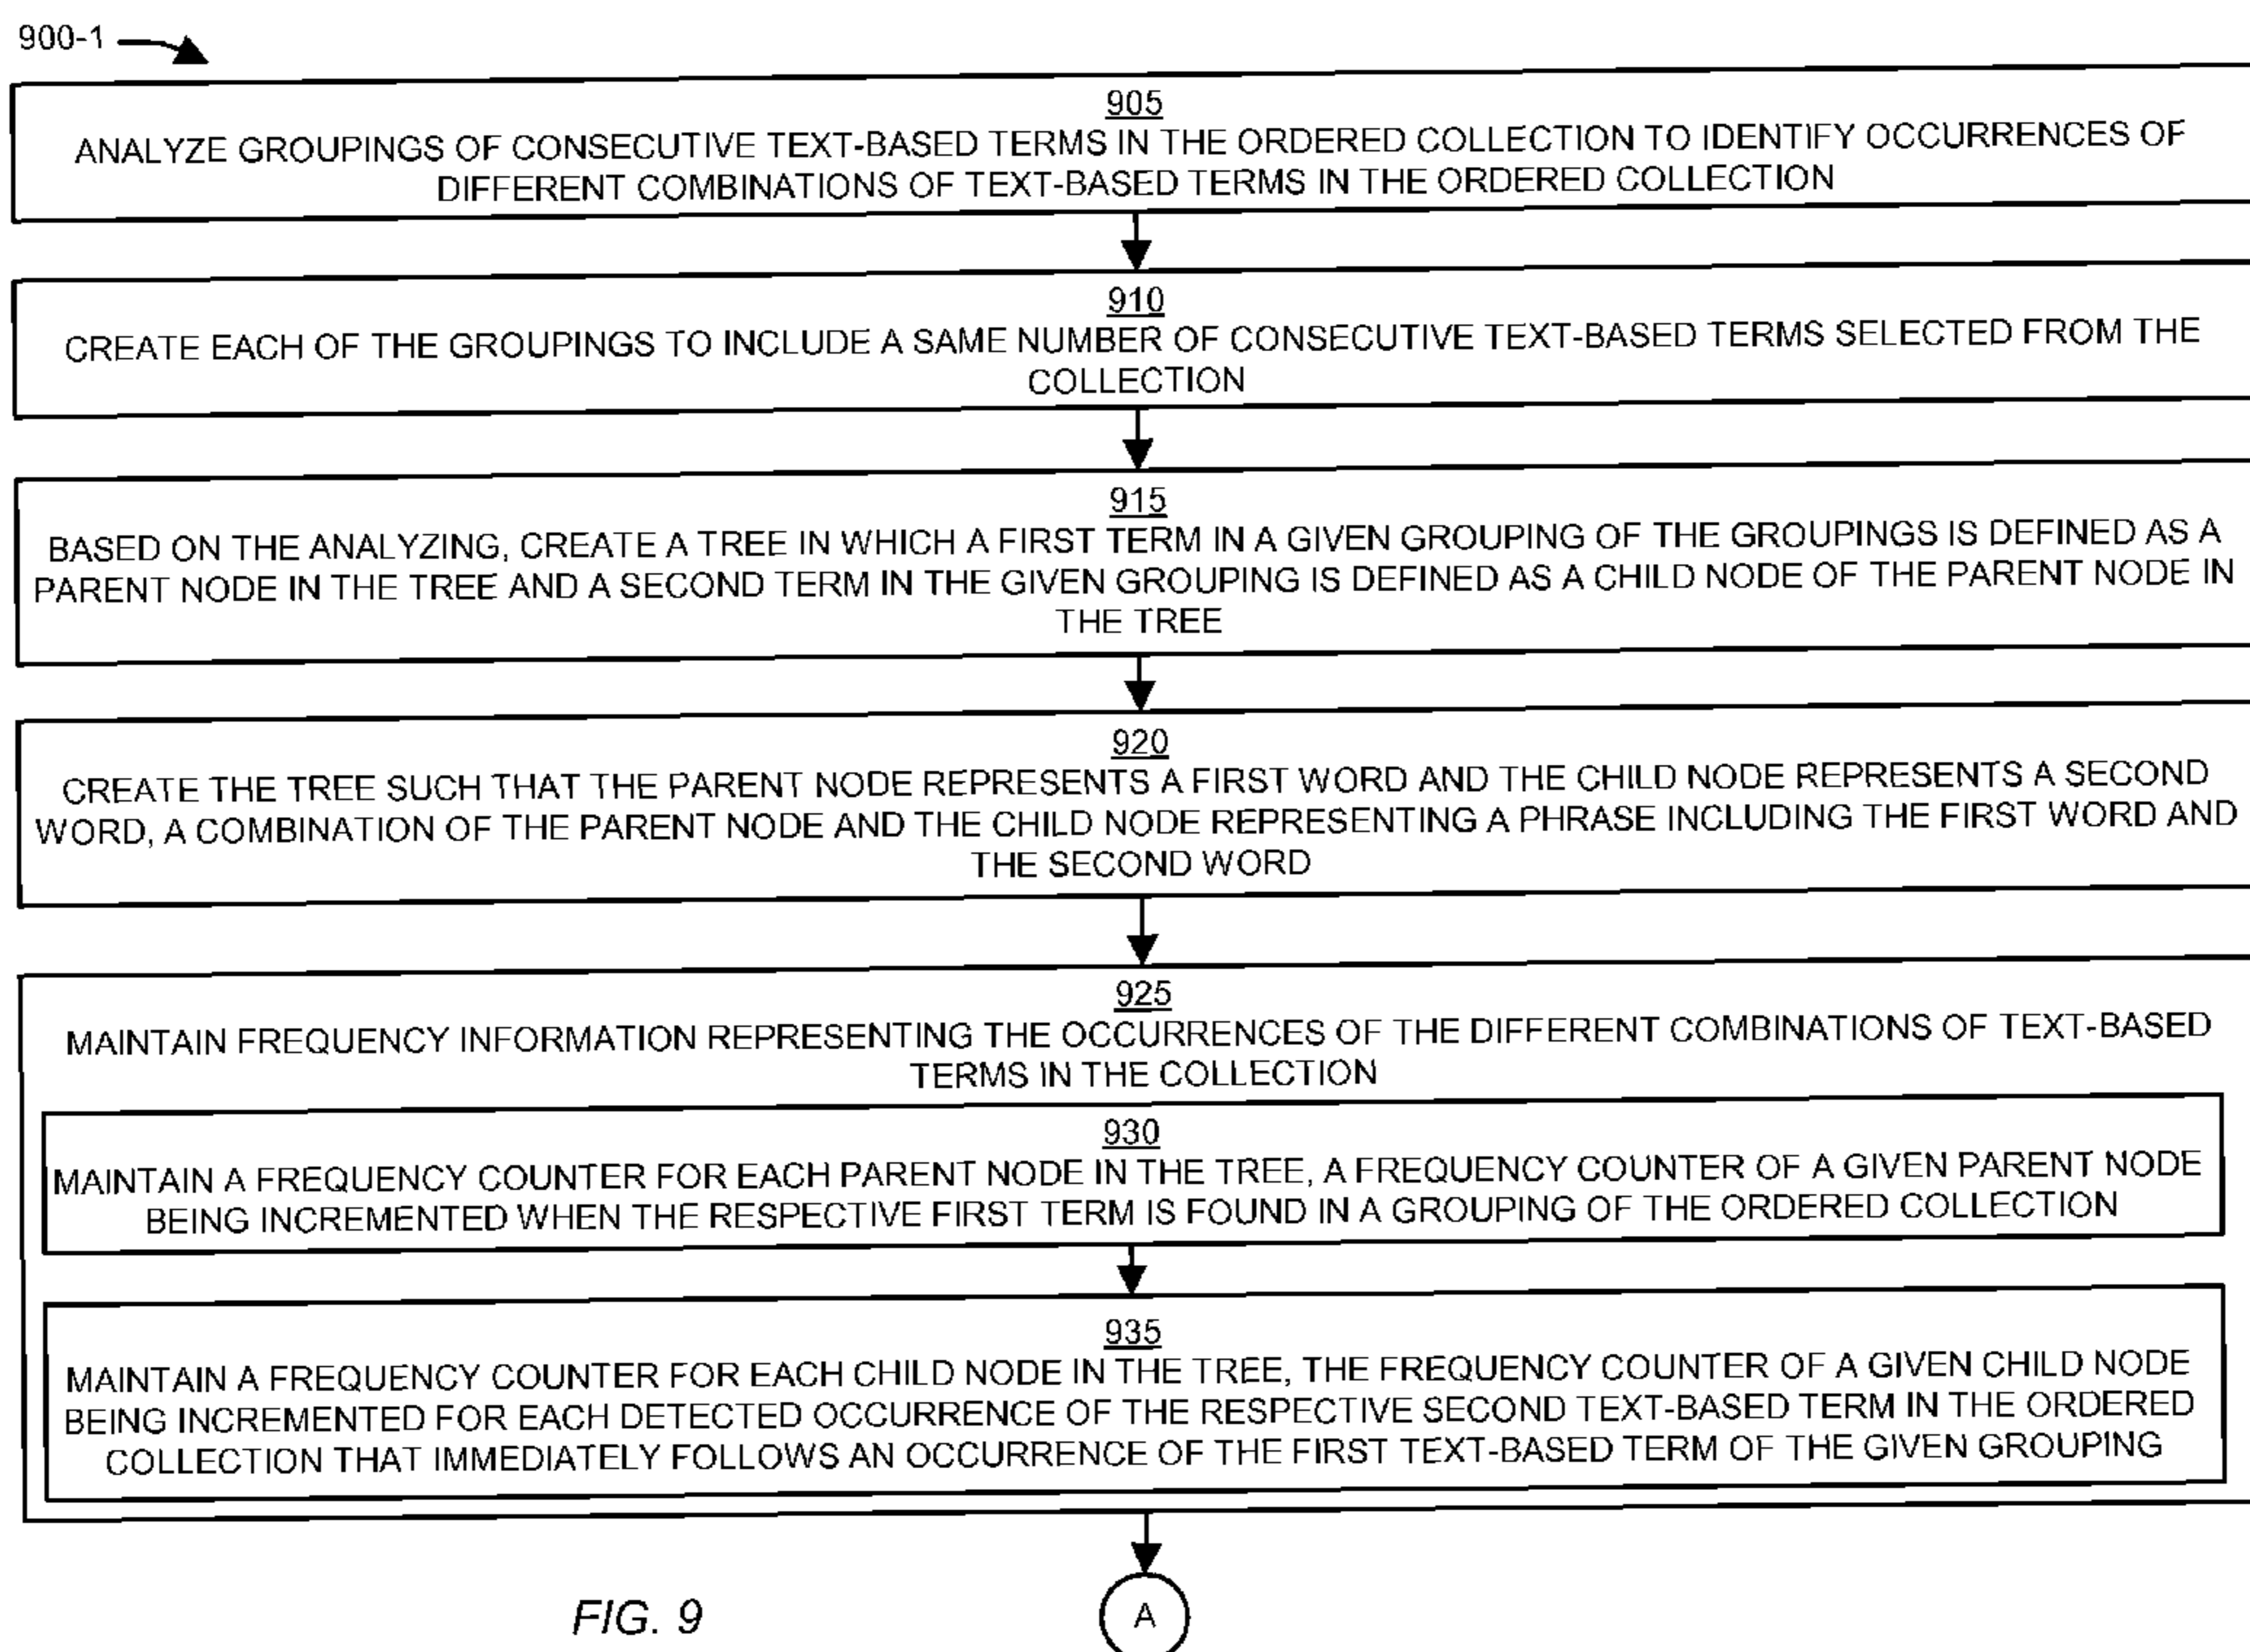 900-1
905
ANALYZE GROUPINGS OF CONSECUTIVE TEXT-BASED TERMS IN THE ORDERED COLLECTION TO IDENTIFY OCCURRENCES OF
DIFFERENT COMBINATIONS OF TEXT-BASED TERMS IN THE ORDERED COLLECTION
910
CREATE EACH OF THE GROUPINGS TO INCLUDE A SAME NUMBER OF CONSECUTIVE TEXT-BASED TERMS SELECTED FROM THE
COLLECTION
915
BASED ON THE ANALYZING, CREATE A TREE IN WHICH A FIRST TERM IN A GIVEN GROUPING OF THE GROUPINGS IS DEFINED AS A
PARENT NODE IN THE TREE AND A SECOND TERM IN THE GIVEN GROUPING IS DEFINED AS A CHILD NODE OF THE PARENT NODE IN
THE TREE
920
CREATE THE TREE SUCH THAT THE PARENT NODE REPRESENTS A FIRST WORD AND THE CHILD NODE REPRESENTS A SECOND
WORD, A COMBINATION OF THE PARENT NODE AND THE CHILD NODE REPRESENTING A PHRASE INCLUDING THE FIRST WORD AND
THE SECOND WORD
925
MAINTAIN FREQUENCY INFORMATION REPRESENTING THE OCCURRENCES OF THE DIFFERENT COMBINATIONS OF TEXT-BASED
TERMS IN THE COLLECTION
930
MAINTAIN A FREQUENCY COUNTER FOR EACH PARENT NODE IN THE TREE, A FREQUENCY COUNTER OF A GIVEN PARENT NODE
BEING INCREMENTED WHEN THE RESPECTIVE FIRST TERM IS FOUND IN A GROUPING OF THE ORDERED COLLECTION
935
MAINTAIN A FREQUENCY COUNTER FOR EACH CHILD NODE IN THE TREE, THE FREQUENCY COUNTER OF A GIVEN CHILD NODE
BEING INCREMENTED FOR EACH DETECTED OCCURRENCE OF THE RESPECTIVE SECOND TEXT-BASED TERM IN THE ORDERED
COLLECTION THAT IMMEDIATELY FOLLOWS AN OCCURRENCE OF THE FIRST TEXT-BASED TERM OF THE GIVEN GROUPING
A
FIG. 9